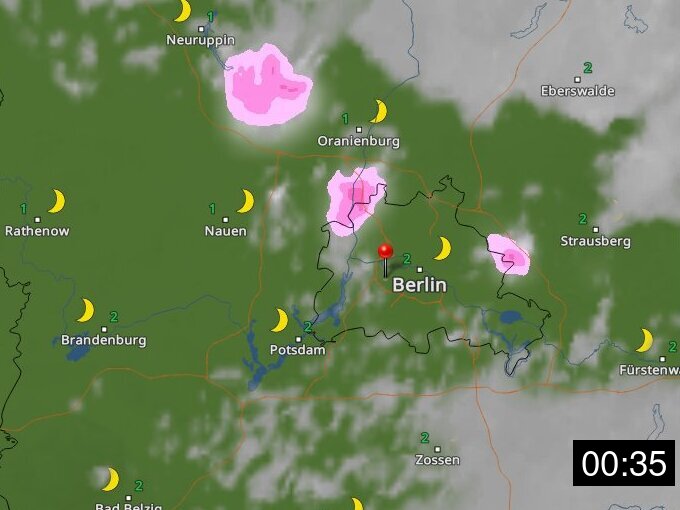 1
Neuruppin
2
Eberswalde
1
Oranienburg
1
Rathenow
1
Nauen
2
Strausberg
2
Berlin
2
Brandenburg
2
Potsdam
2
Fürstenwa
2
Zossen
00:35
2
Bad Belzig